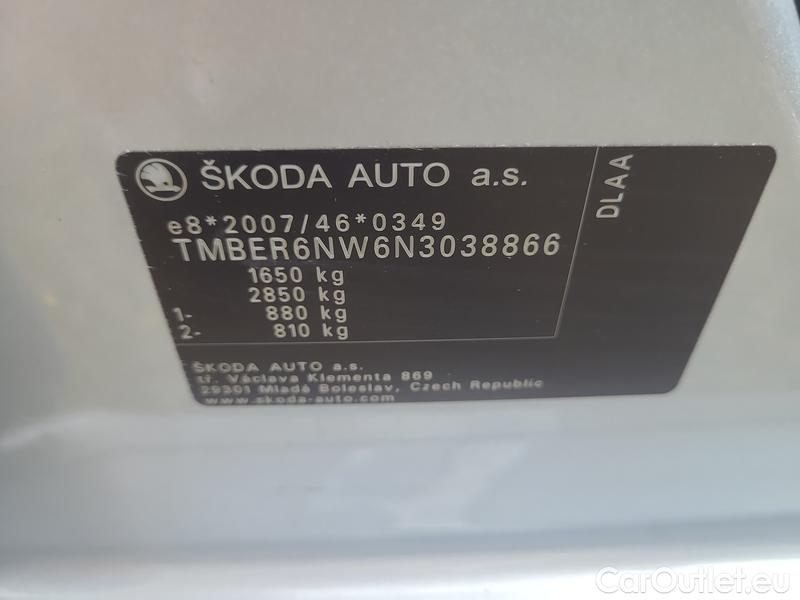 ŠKODA AUTO a.s.
e8*2007/46*0349
TMBER6NW6N3038866
1650 kg
2850 kg
1- 880 kg
2- 810 kg
DLAA
ŠKODA AUTO a.s.
tř. Václava Klementa 869
29301 Mladá Boleslav, Czech Republic
www.skoda-auto.com
CarOutlet.eu